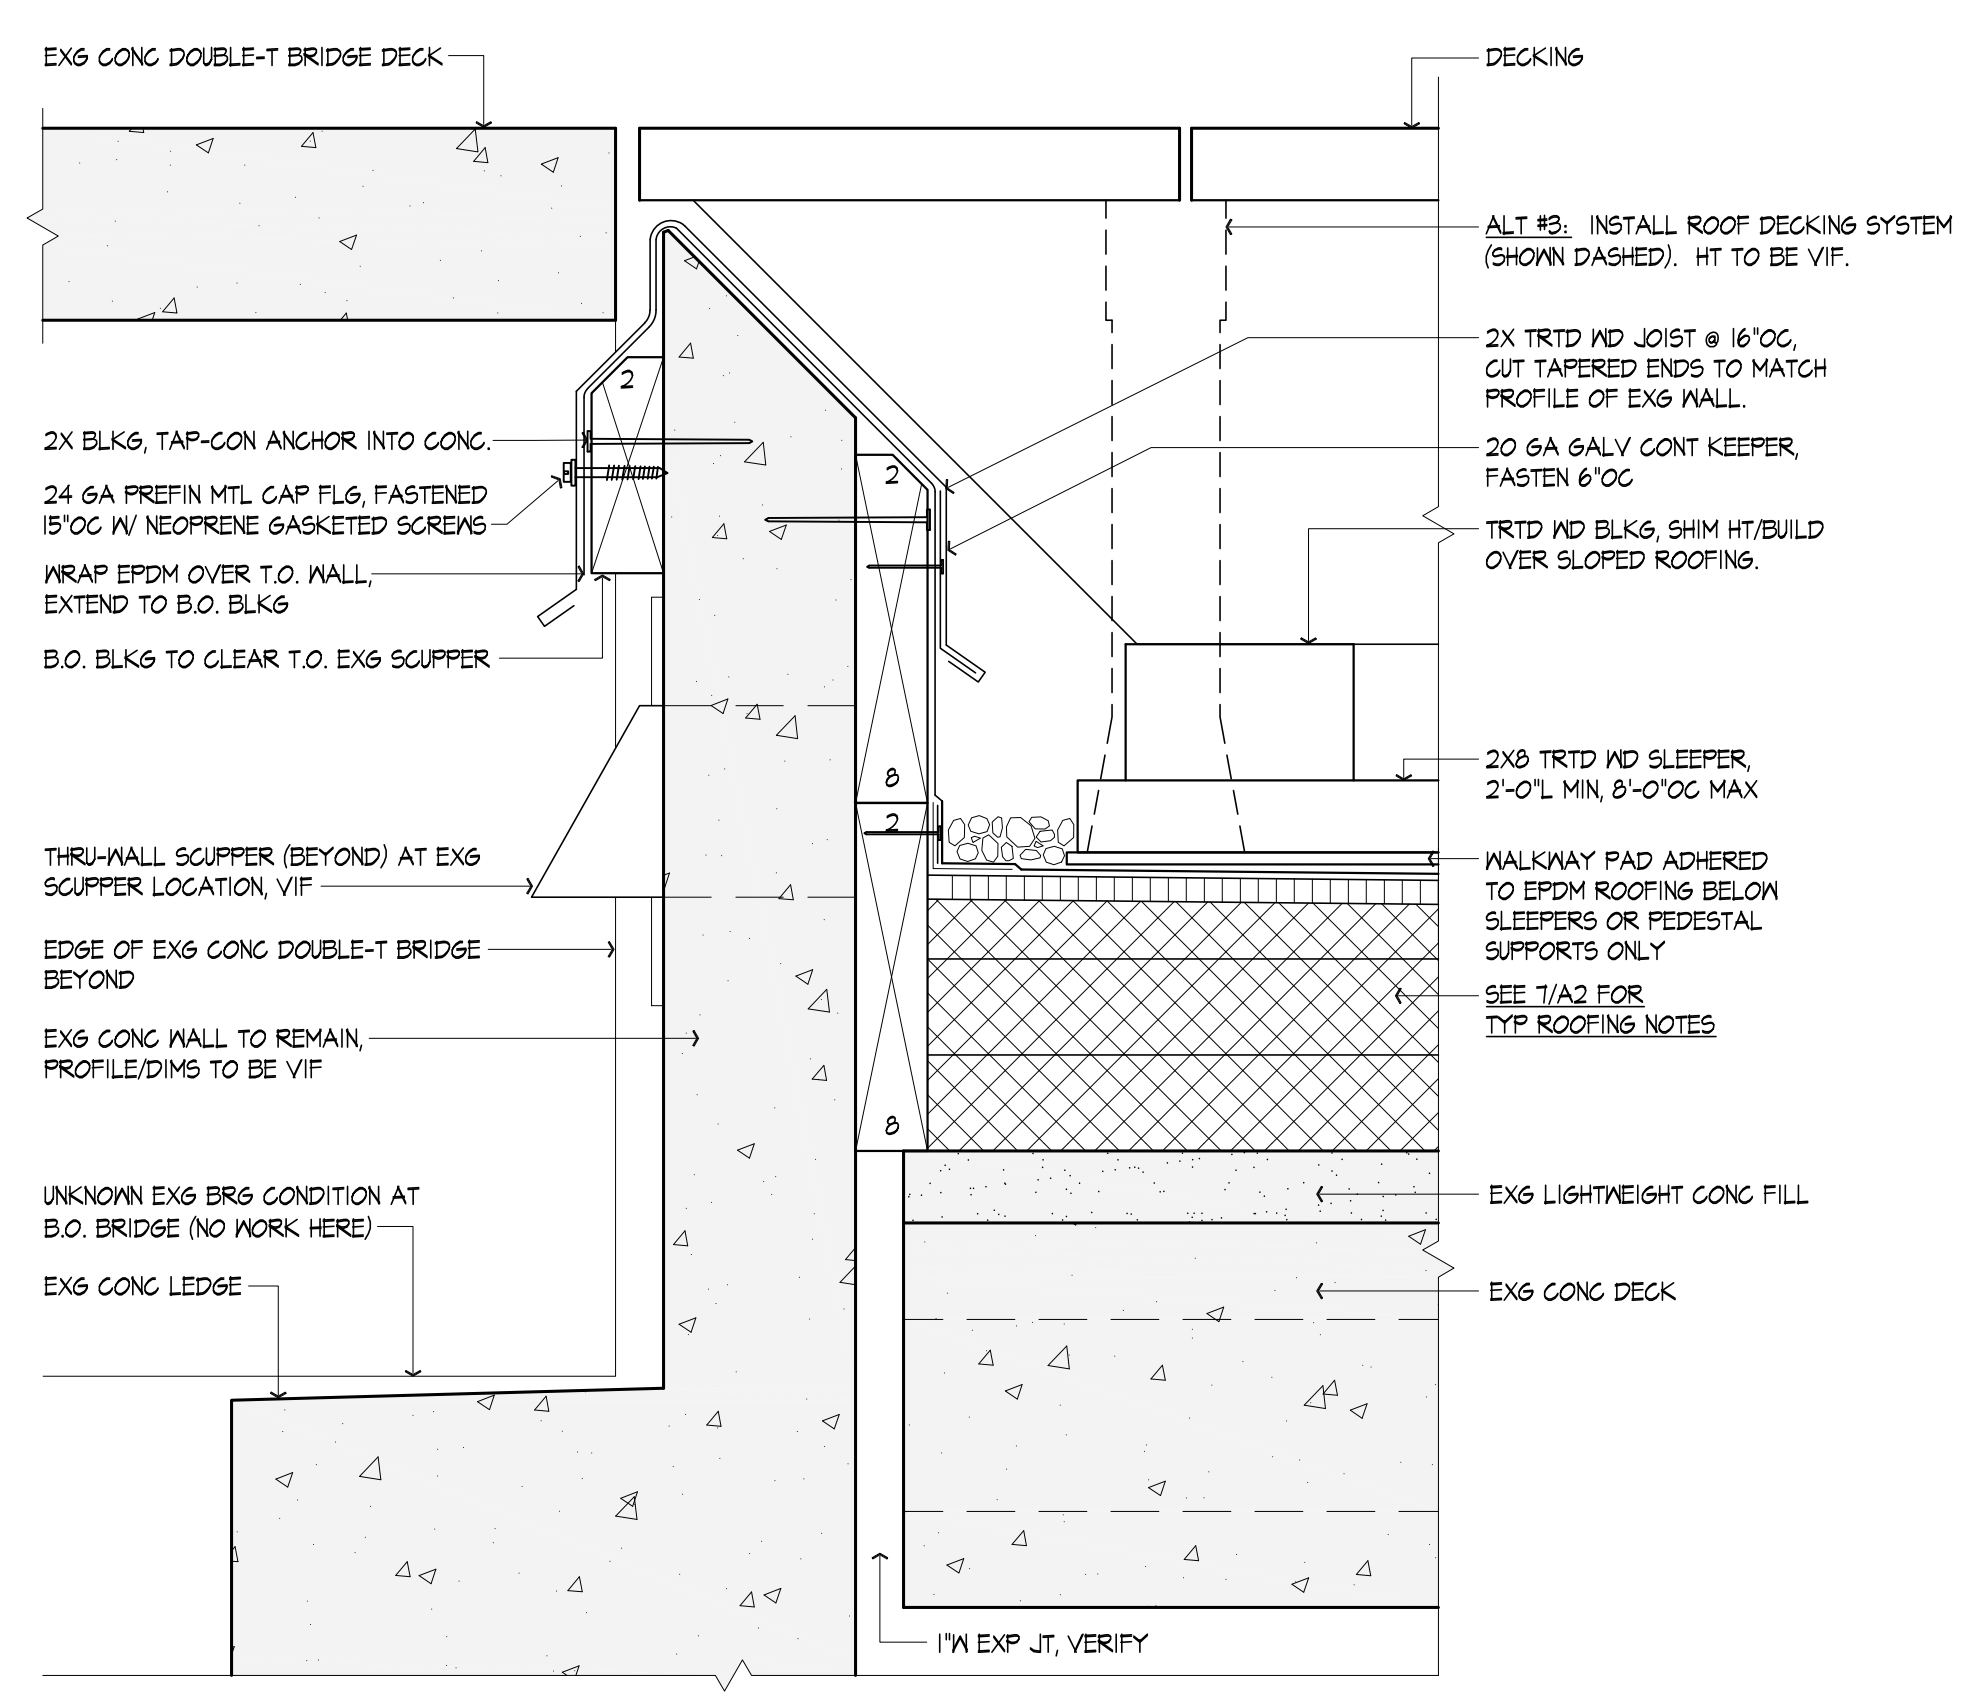 EXG CONC DOUBLE-T BRIDGE DECK
DECKING
ALT #3: INSTALL ROOF DECKING SYSTEM
(SHOWN DASHED). HT TO BE VIF.
2X TRTD WD JOIST @ 16"OC,
CUT TAPERED ENDS TO MATCH
PROFILE OF EXG WALL.
20 GA GALV CONT KEEPER,
FASTEN 6"OC
TRTD WD BLKG, SHIM HT/BUILD
OVER SLOPED ROOFING.
2X8 TRTD WD SLEEPER,
2'-0"L MIN, 8'-0"OC MAX
WALKWAY PAD ADHERED
TO EPDM ROOFING BELOW
SLEEPERS OR PEDESTAL
SUPPORTS ONLY
SEE 7/A2 FOR
TYP ROOFING NOTES
EXG LIGHTWEIGHT CONC FILL
EXG CONC DECK
2X BLKG, TAP-CON ANCHOR INTO CONC.
24 GA PREFIN MTL CAP FLG, FASTENED
15"OC W/ NEOPRENE GASKETED SCREWS
WRAP EPDM OVER T.O. WALL,
EXTEND TO B.O. BLKG
B.O. BLKG TO CLEAR T.O. EXG SCUPPER
THRU-WALL SCUPPER (BEYOND) AT EXG
SCUPPER LOCATION, VIF
EDGE OF EXG CONC DOUBLE-T BRIDGE
BEYOND
EXG CONC WALL TO REMAIN,
PROFILE/DIMS TO BE VIF
UNKNOWN EXG BRG CONDITION AT
B.O. BRIDGE (NO WORK HERE)
EXG CONC LEDGE
2
2
8
2
8
1"W EXP JT, VERIFY